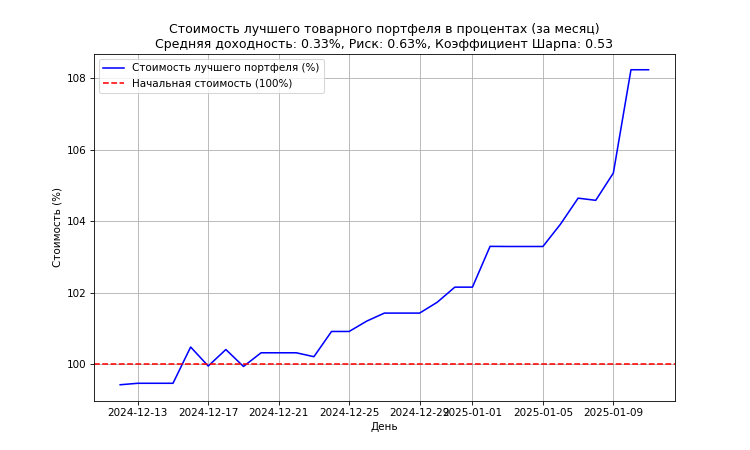 Стоимость лучшего товарного портфеля в процентах (за месяц)
Средняя доходность: 0.33%, Риск: 0.63%, Коэффициент Шарпа: 0.53
Стоимость лучшего портфеля (%)
Начальная стоимость (100%)
Стоимость (%)
108
106
104
102
100
2024-12-13 2024-12-17 2024-12-21 2024-12-25 2024-12-29 2025-01-01 2025-01-05 2025-01-09
День